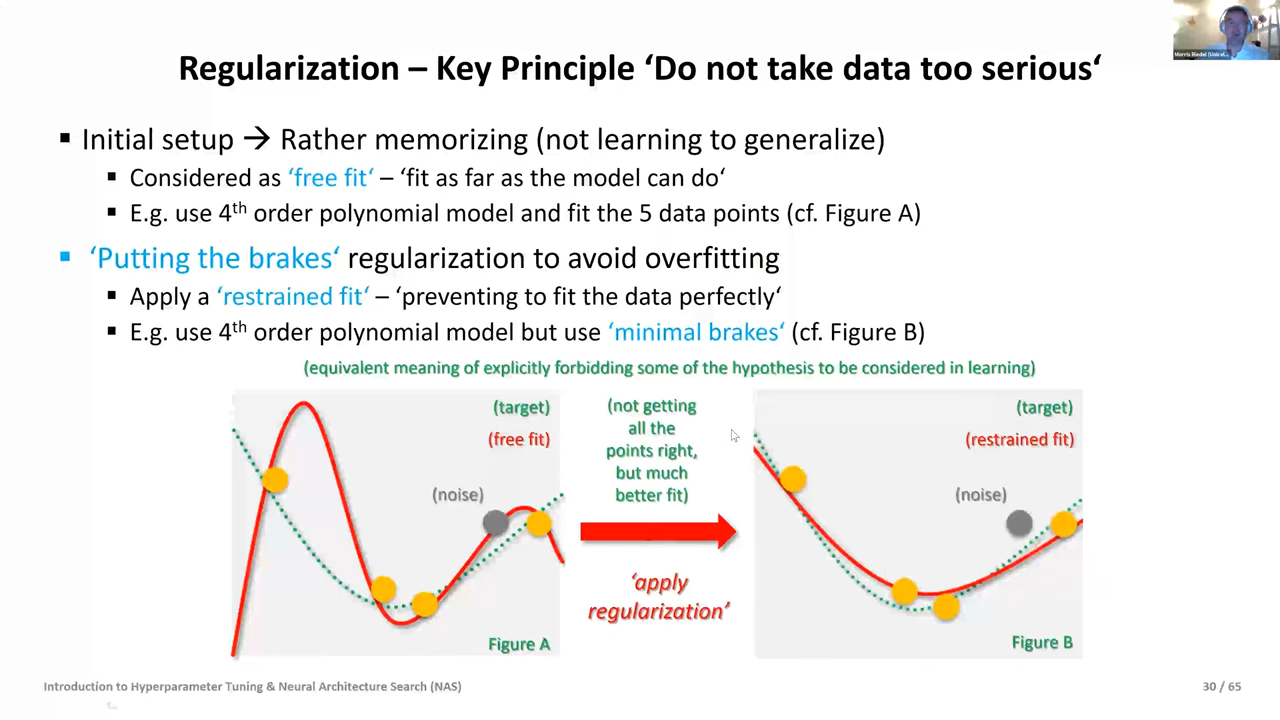 Regularization – Key Principle ‘Do not take data too serious‘
▪ Initial setup → Rather memorizing (not learning to generalize)
▪ Considered as ‘free fit‘ – ‘fit as far as the model can do‘
▪ E.g. use 4th order polynomial model and fit the 5 data points (cf. Figure A)
▪ ‘Putting the brakes‘ regularization to avoid overfitting
▪ Apply a ‘restrained fit‘ – ‘preventing to fit the data perfectly‘
▪ E.g. use 4th order polynomial model but use ‘minimal brakes‘ (cf. Figure B)
(equivalent meaning of explicitly forbidding some of the hypothesis to be considered in learning)
(target)
(free fit)
(noise)
Figure A
(not getting
all the
points right,
but much
better fit)
‘apply
regularization’
(target)
(restrained fit)
(noise)
Figure B
Introduction to Hyperparameter Tuning & Neural Architecture Search (NAS)
30 / 65
Morris Riedel